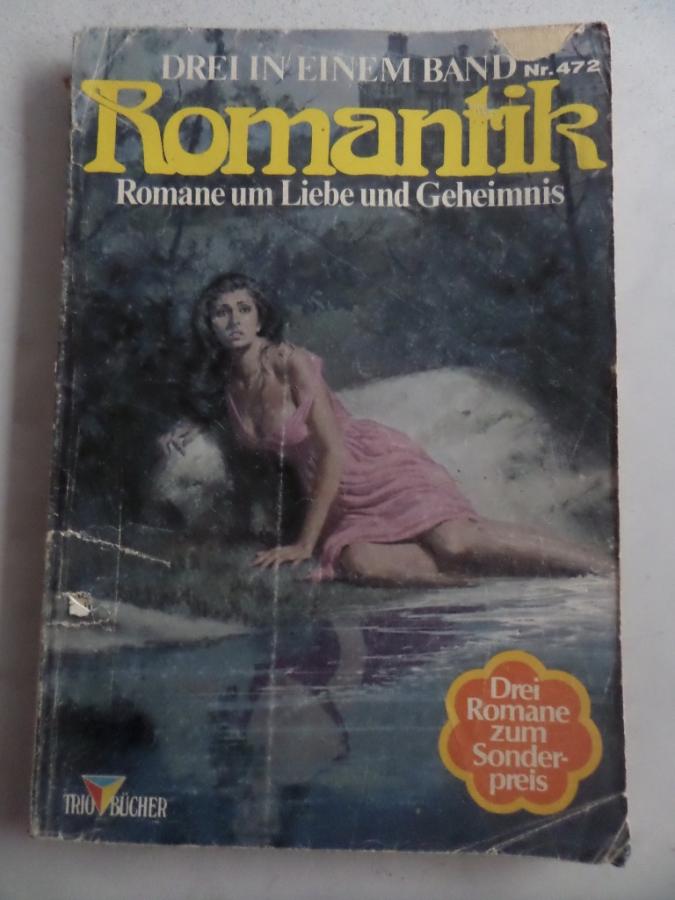 DREI IN EINEM BAND Nr. 472
Romantik
Romane um Liebe und Geheimnis
Drei
Romane
zum
Sonder-
preis
TRIO BÜCHER